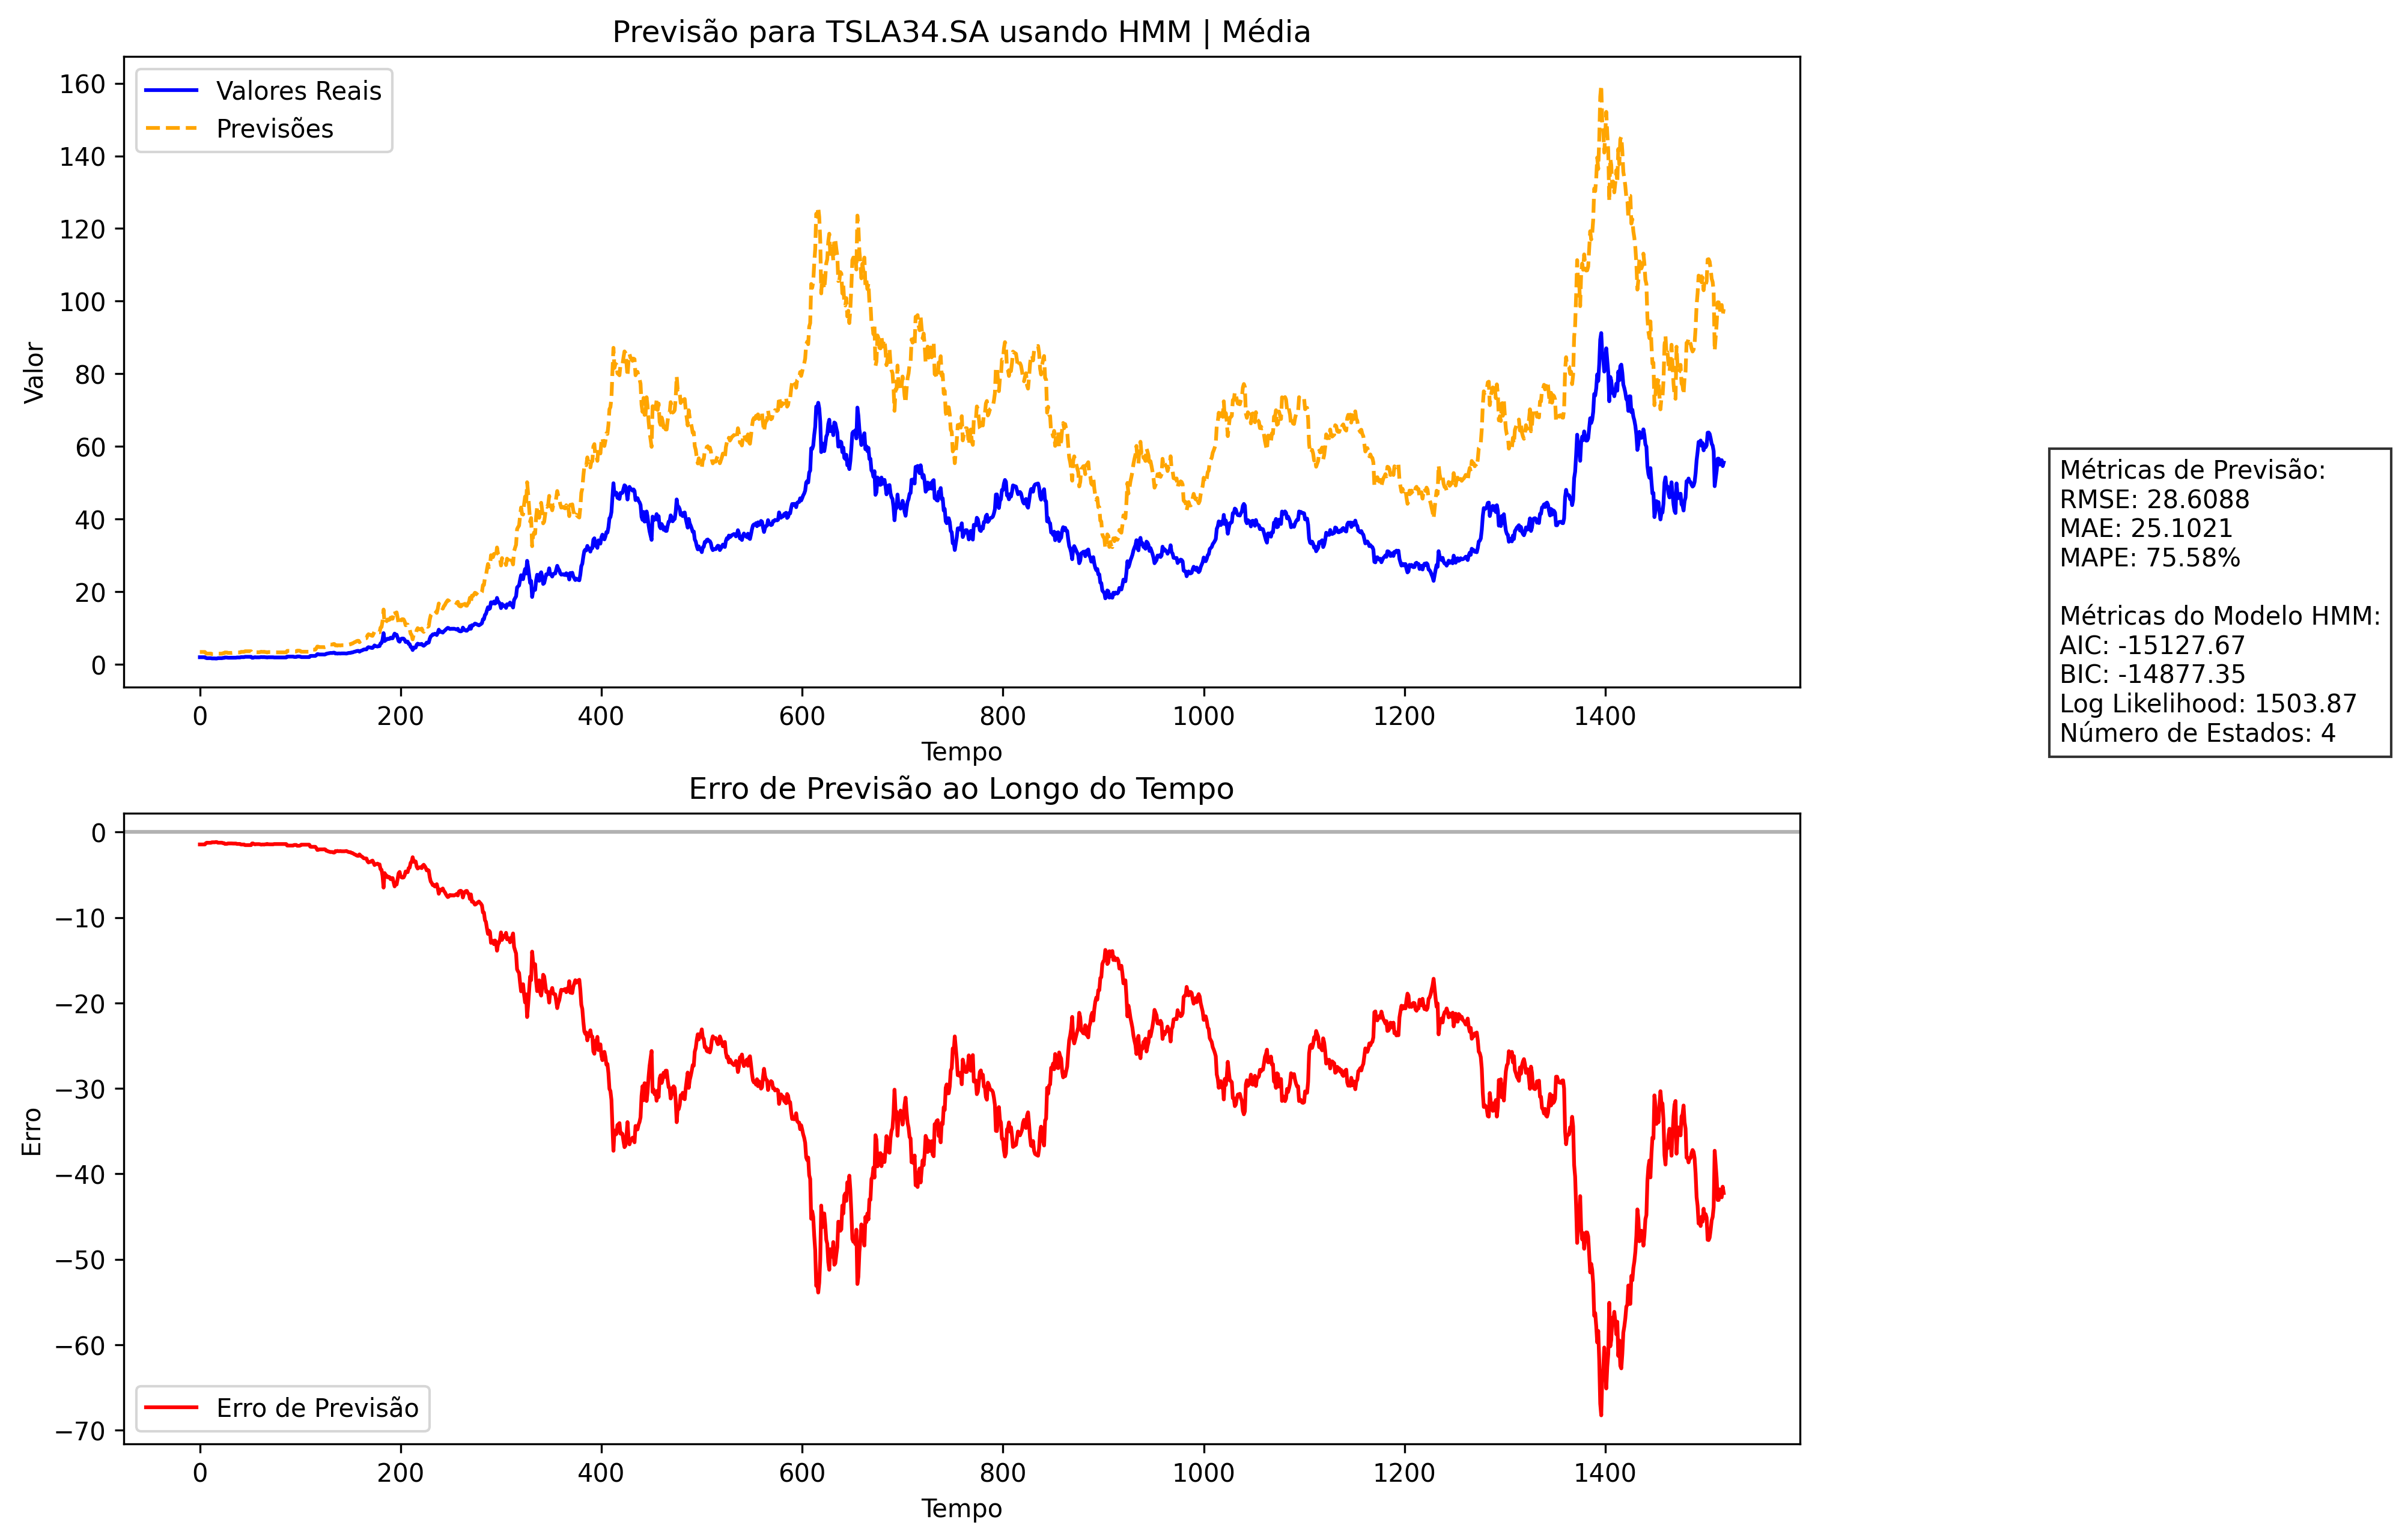 Previsão para TSLA34.SA usando HMM | Média
Valores Reais
Previsões
Valor
160
140
120
100
80
60
40
20
0
0 200 400 600 800 1000 1200 1400
Tempo
Métricas de Previsão:
RMSE: 28.6088
MAE: 25.1021
MAPE: 75.58%
Métricas do Modelo HMM:
AIC: -15127.67
BIC: -14877.35
Log Likelihood: 1503.87
Número de Estados: 4
Erro de Previsão ao Longo do Tempo
Erro
0
−10
−20
−30
−40
−50
−60
−70
Erro de Previsão
0 200 400 600 800 1000 1200 1400
Tempo